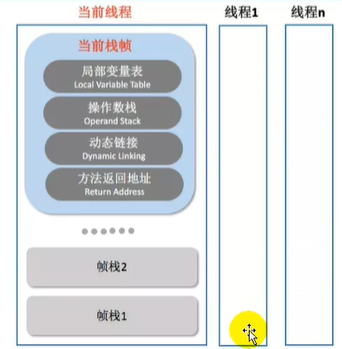 当前线程
线程1
线程n
当前栈帧
局部变量表
Local Variable Table
操作数栈
Operand Stack
动态链接
Dynamic Linking
方法返回地址
Return Address
帧栈2
帧栈1